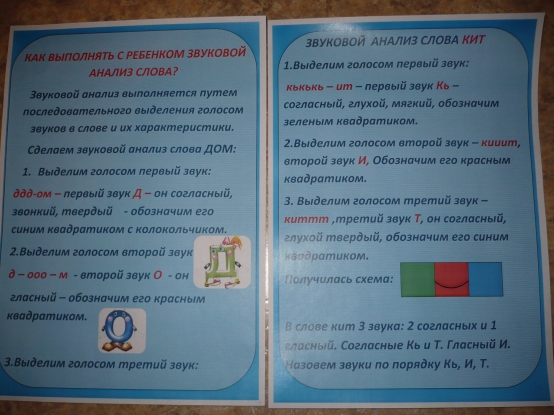 КАК ВЫПОЛНЯТЬ С РЕБЕНКОМ ЗВУКОВОЙ
АНАЛИЗ СЛОВА?
Звуковой анализ выполняется путем
последовательного выделения голосом
звуков в слове и их характеристики.
Сделаем звуковой анализ слова ДОМ:
1. Выделим голосом первый звук:
ддд-ом – первый звук Д – он согласный,
звонкий, твердый - обозначим его
синим квадратиком с колокольчиком.
2.Выделим голосом второй звук
д – ооо – м - второй звук О - он
гласный – обозначим его красным
квадратиком.
3.Выделим голосом третий звук:
ЗВУКОВОЙ АНАЛИЗ СЛОВА КИТ
1.Выделим голосом первый звук:
кькькь – ит – первый звук Кь –
согласный, глухой, мягкий, обозначим
зеленым квадратиком.
2.Выделим голосом второй звук – кииит,
второй звук И, Обозначим его красным
квадратиком.
3. Выделим голосом третий звук –
киттт ,третий звук Т, он согласный,
глухой твердый, обозначим его синим
квадратиком.
Получилась схема:
В слове кит 3 звука: 2 согласных и 1
гласный. Согласные Кь и Т. Гласный И.
Назовем звуки по порядку Кь, И, Т.